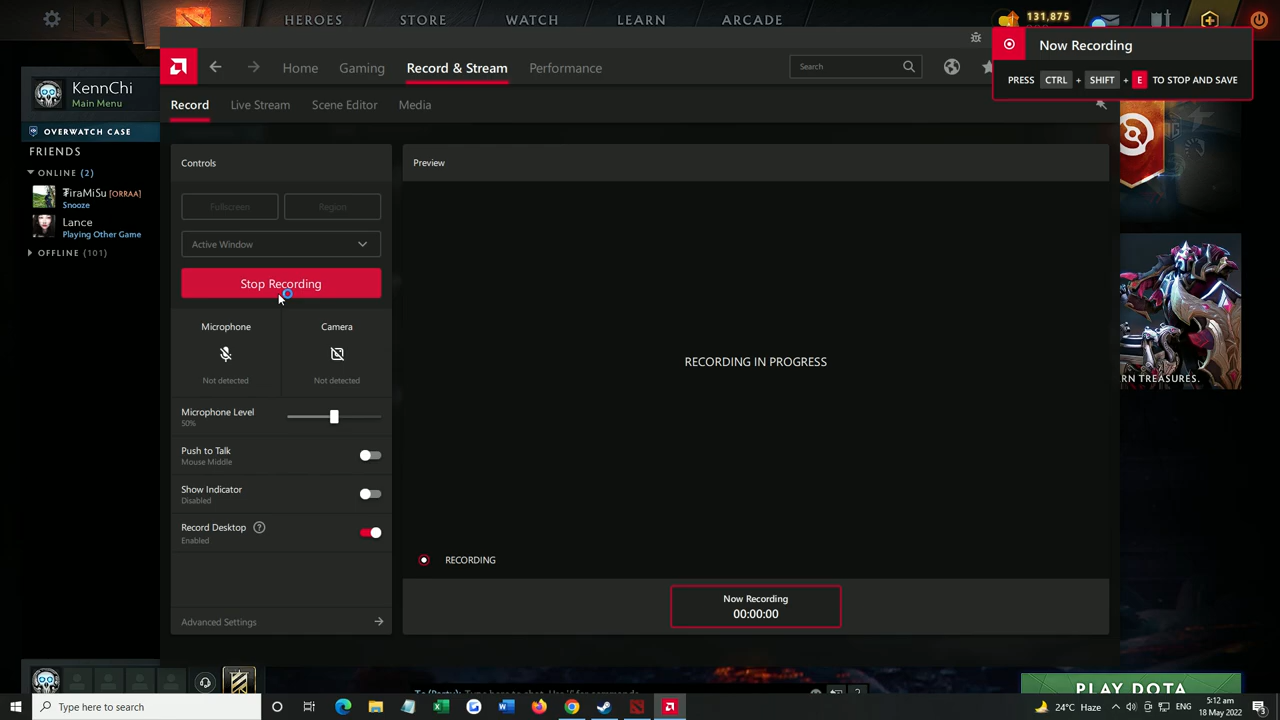 HEROES
STORE
WATCH
LEARN
ARCADE
131,875
KennChi
Main Menu
OVERWATCH CASE
FRIENDS
ONLINE (2)
₮iraMiSu [ORRAA]
Snooze
Lance
Playing Other Game
OFFLINE (101)
Home
Gaming
Record & Stream
Performance
Search
Record
Live Stream
Scene Editor
Media
Now Recording
PRESS CTRL + SHIFT + E TO STOP AND SAVE
Controls
Fullscreen
Region
Active Window
Stop Recording
Microphone
Camera
Not detected
Not detected
Microphone Level
50%
Push to Talk
Mouse Middle
Show Indicator
Disabled
Record Desktop ?
Enabled
Advanced Settings
Preview
RECORDING IN PROGRESS
RECORDING
Now Recording
00:00:00
RN TREASURES.
PLAY DOTA
Type here to search
24°C Haze
ENG
5:12 am
18 May 2022